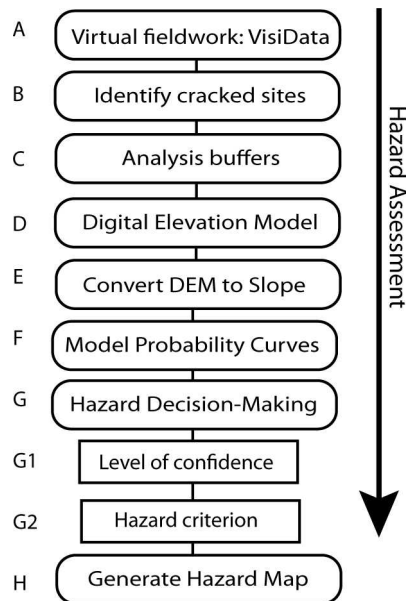 A Virtual fieldwork: VisiData
B Identify cracked sites
C Analysis buffers
D Digital Elevation Model
E Convert DEM to Slope
F Model Probability Curves
G Hazard Decision-Making
G1 Level of confidence
G2 Hazard criterion
H Generate Hazard Map
Hazard Assessment